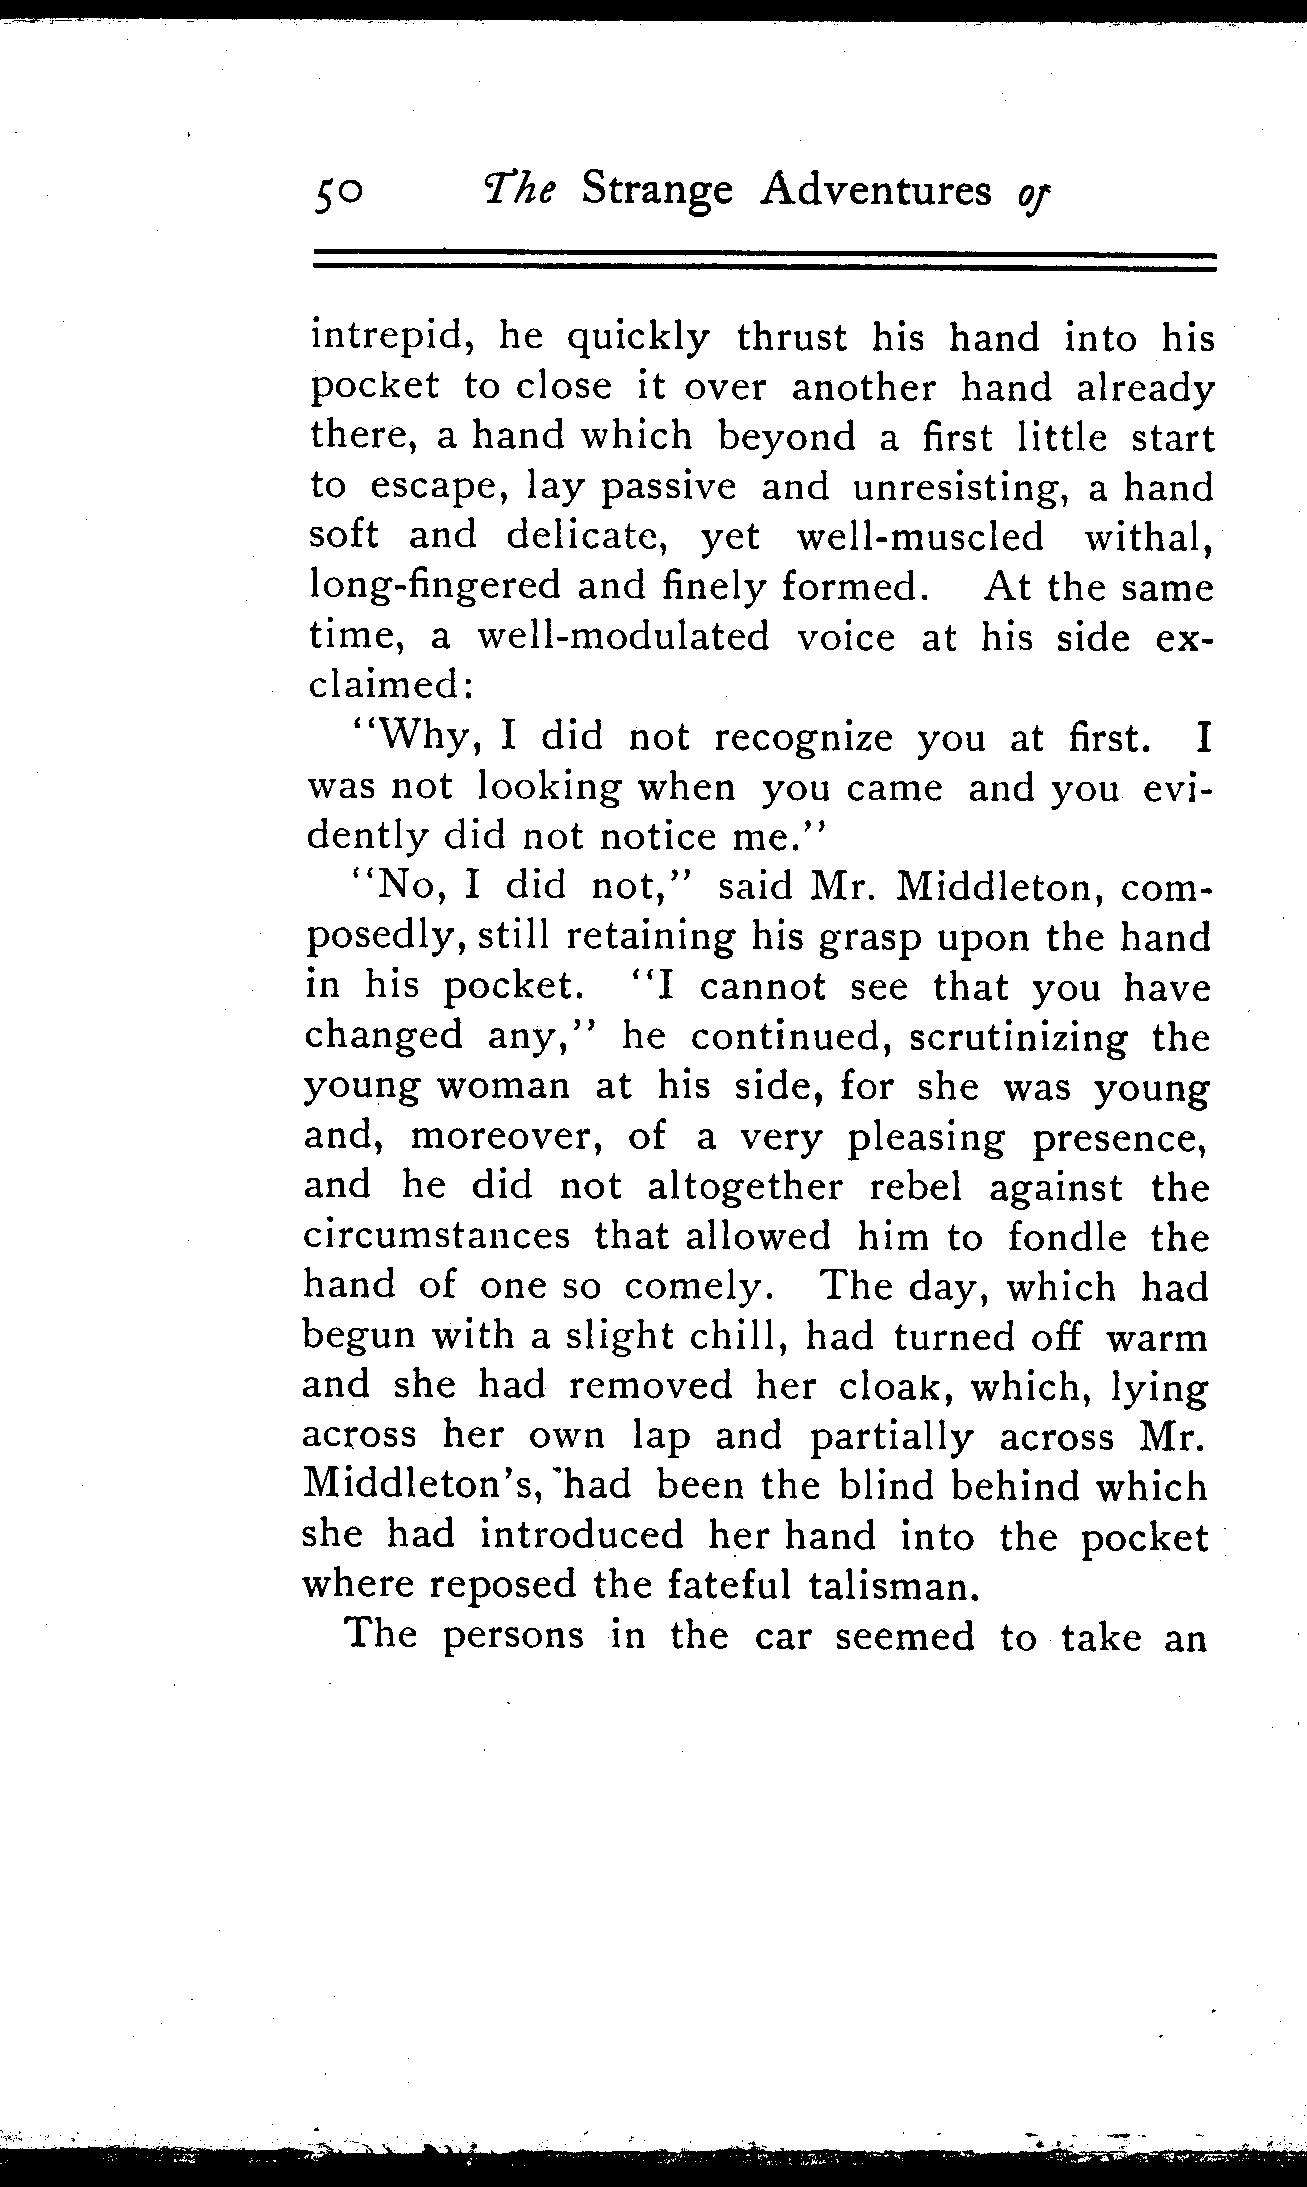 50 The Strange Adventures of
intrepid, he quickly thrust his hand into his
pocket to close it over another hand already
there, a hand which beyond a first little start
to escape, lay passive and unresisting, a hand
soft and delicate, yet well-muscled withal,
long-fingered and finely formed. At the same
time, a well-modulated voice at his side ex-
claimed:
"Why, I did not recognize you at first. I
was not looking when you came and you evi-
dently did not notice me."
"No, I did not," said Mr. Middleton, com-
posedly, still retaining his grasp upon the hand
in his pocket. "I cannot see that you have
changed any," he continued, scrutinizing the
young woman at his side, for she was young
and, moreover, of a very pleasing presence,
and he did not altogether rebel against the
circumstances that allowed him to fondle the
hand of one so comely. The day, which had
begun with a slight chill, had turned off warm
and she had removed her cloak, which, lying
across her own lap and partially across Mr.
Middleton's, had been the blind behind which
she had introduced her hand into the pocket
where reposed the fateful talisman.
The persons in the car seemed to take an